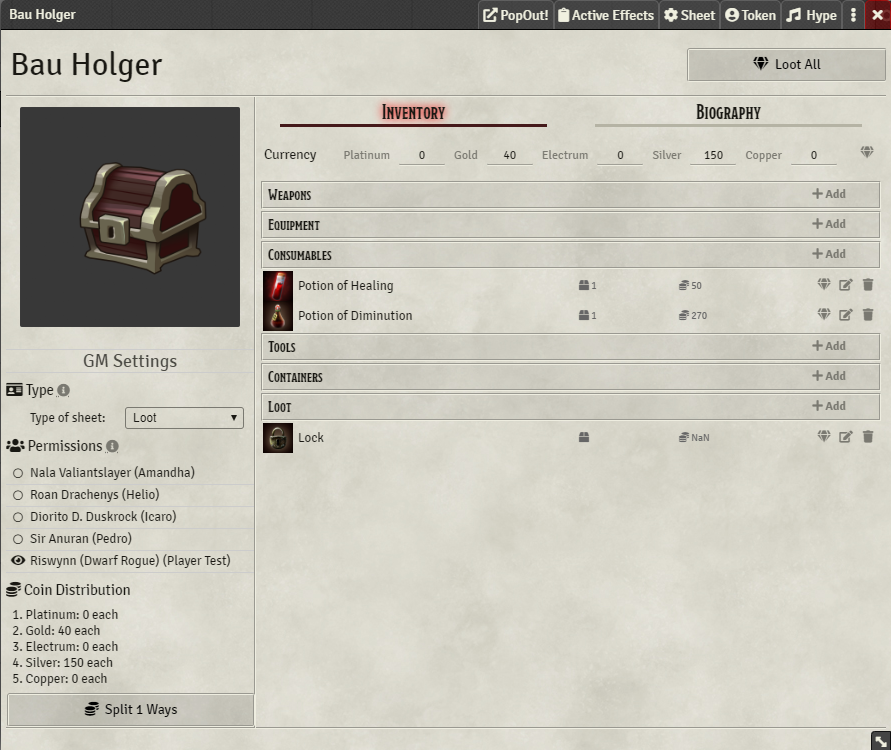 Bau Holger
PopOut! Active Effects Sheet Token Hype
Bau Holger
Loot All
Inventory Biography
Currency Platinum 0 Gold 40 Electrum 0 Silver 150 Copper 0
Weapons Add
Equipment Add
Consumables Add
Potion of Healing 1 50
Potion of Diminution 1 270
Tools Add
Containers Add
Loot Add
Lock NaN
GM Settings
Type
Type of sheet: Loot
Permissions
Nala Valiantslayer (Amandha)
Roan Drachenys (Helio)
Diorito D. Duskrock (Icaro)
Sir Anuran (Pedro)
Riswynn (Dwarf Rogue) (Player Test)
Coin Distribution
1. Platinum: 0 each
2. Gold: 40 each
3. Electrum: 0 each
4. Silver: 150 each
5. Copper: 0 each
Split 1 Ways